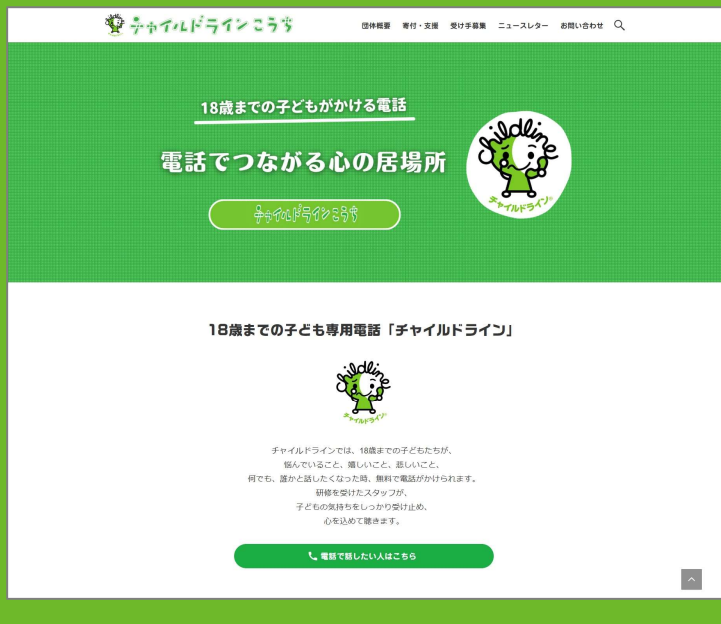 チャイルドラインこうち
団体概要 寄付・支援 受け手募集 ニュースレター お問い合わせ
18歳までの子どもがかける電話
電話でつながる心の居場所
childline
チャイルドライン®
チャイルドラインこうち
18歳までの子ども専用電話「チャイルドライン」
childline
チャイルドライン®
チャイルドラインでは、18歳までの子どもたちが、
悩んでいること、嬉しいこと、悲しいこと、
何でも、誰かと話したくなった時、無料で電話がかけられます。
研修を受けたスタッフが、
子どもの気持ちをしっかり受け止め、
心を込めて聴きます。
電話で話したい人はこちら